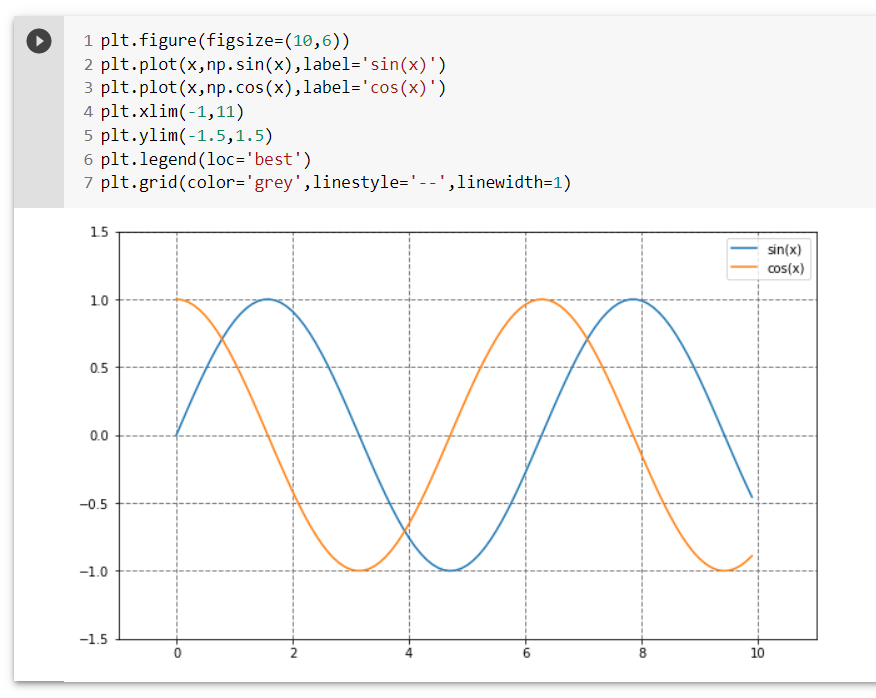 1 plt.figure(figsize=(10,6))
2 plt.plot(x,np.sin(x),label='sin(x)')
3 plt.plot(x,np.cos(x),label='cos(x)')
4 plt.xlim(-1,11)
5 plt.ylim(-1.5,1.5)
6 plt.legend(loc='best')
7 plt.grid(color='grey',linestyle='--',linewidth=1)
1.5
sin(x)
cos(x)
1.0
0.5
0.0
−0.5
−1.0
−1.5
0 2 4 6 8 10